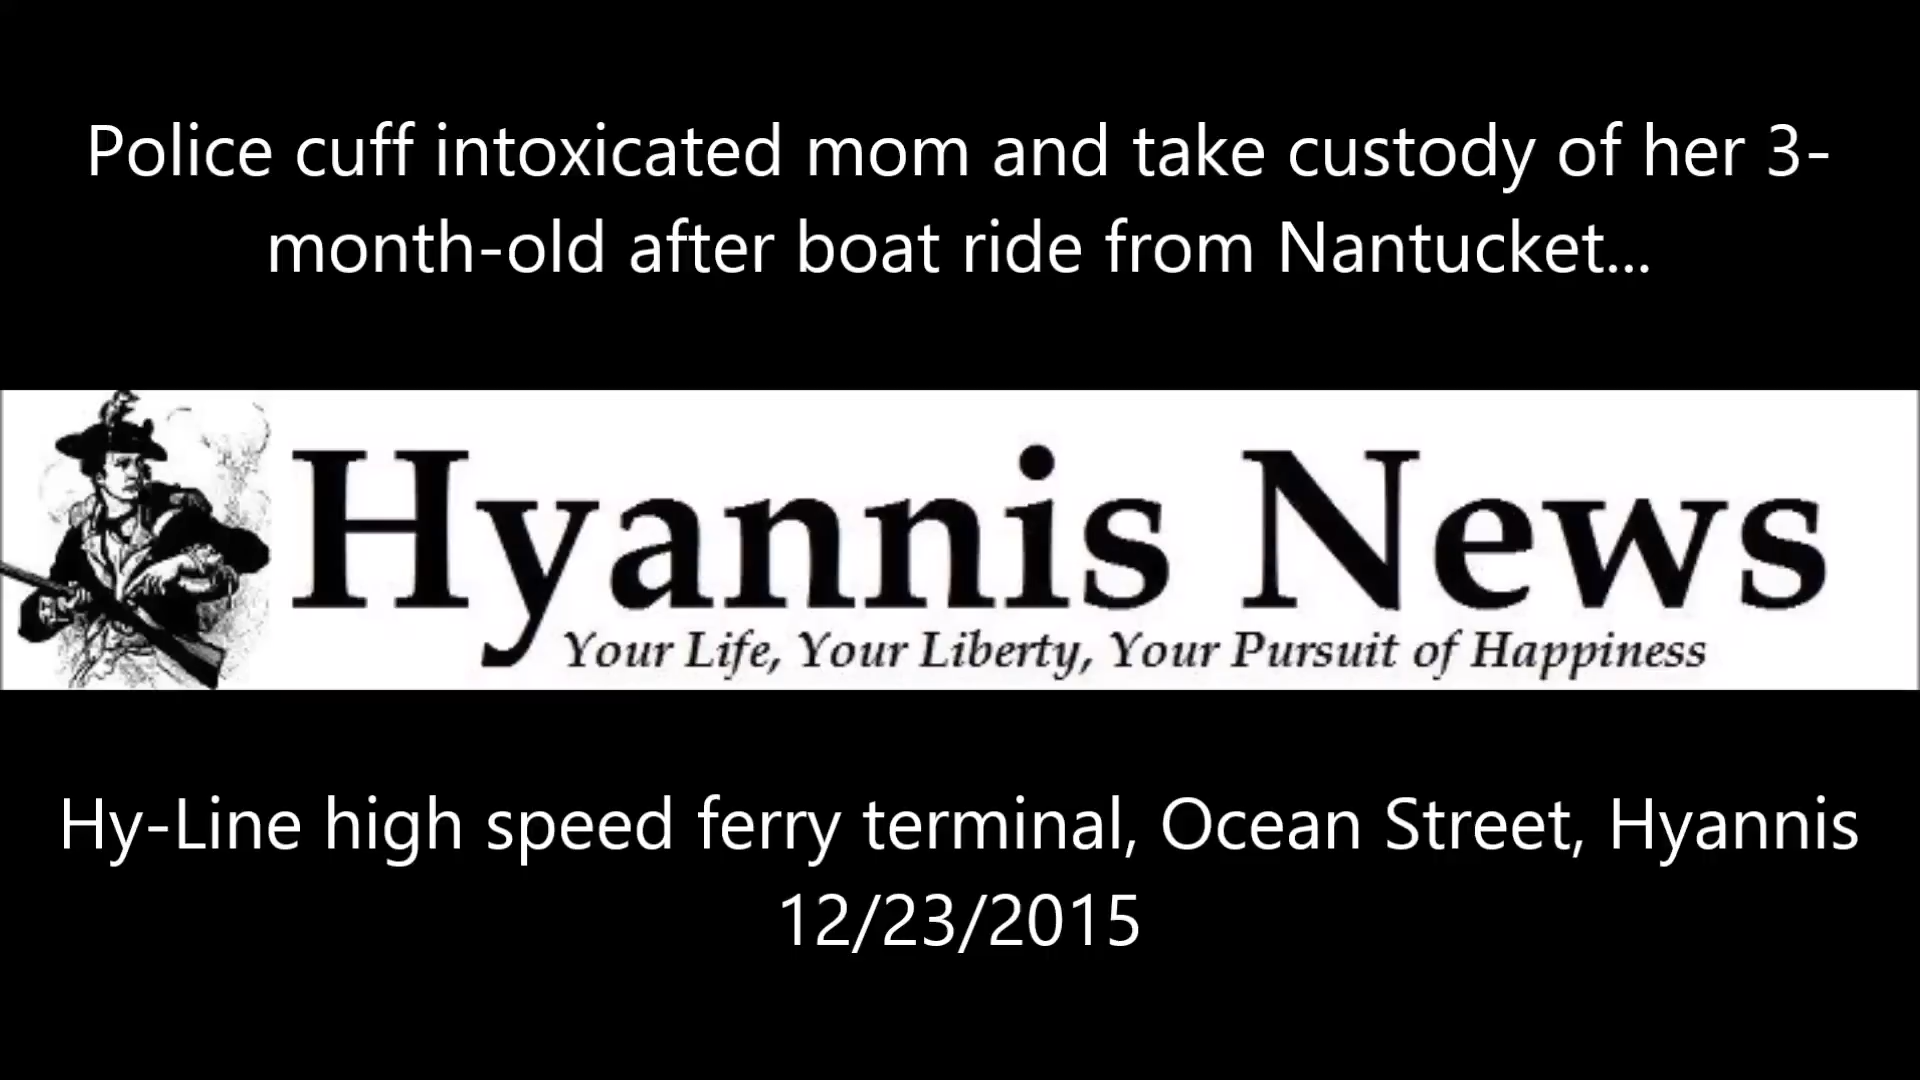 Police cuff intoxicated mom and take custody of her 3-
month-old after boat ride from Nantucket...
Hyannis News
Your Life, Your Liberty, Your Pursuit of Happiness
Hy-Line high speed ferry terminal, Ocean Street, Hyannis
12/23/2015